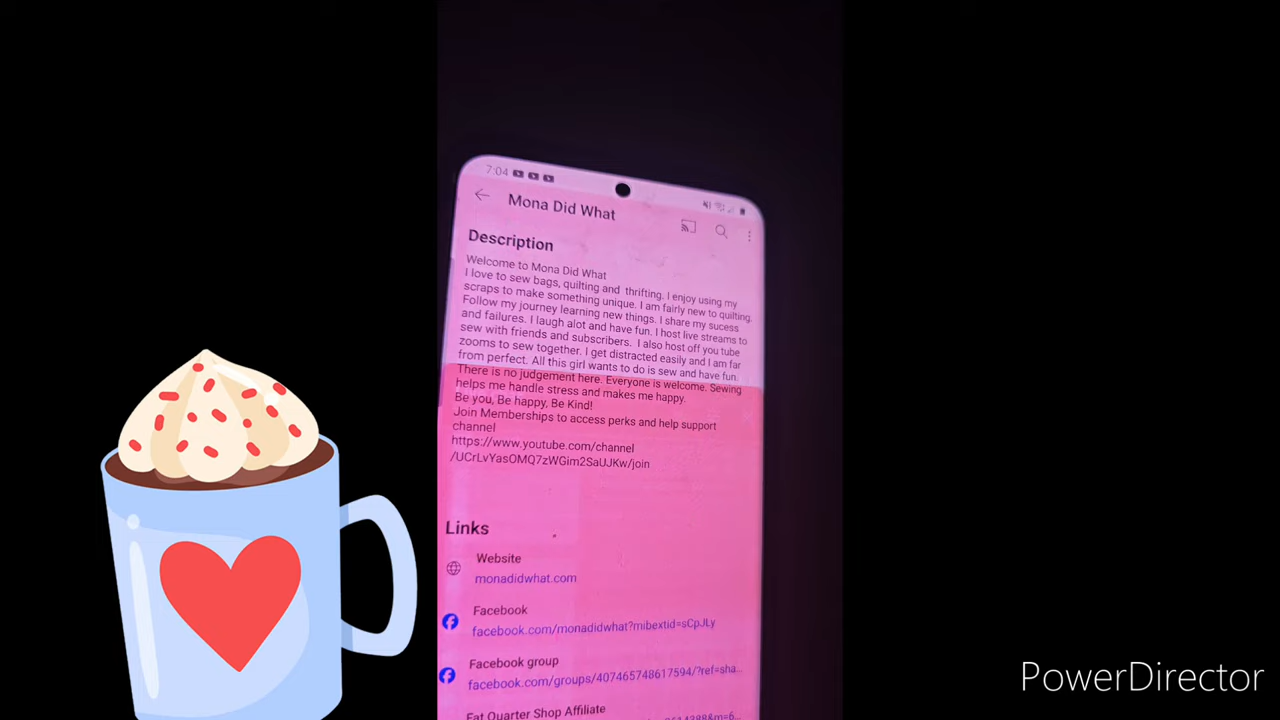 7:04
Mona Did What
Description
Welcome to Mona Did What
I love to sew bags, quilting and thrifting. I enjoy using my
scraps to make something unique. I am fairly new to quilting.
Follow my journey learning new things. I share my sucess
and failures. I laugh alot and have fun. I host live streams to
sew with friends and subscribers. I also host off you tube
zooms to sew together. I get distracted easily and I am far
from perfect. All this girl wants to do is sew and have fun.
There is no judgement here. Everyone is welcome. Sewing
helps me handle stress and makes me happy.
Be you, Be happy, Be Kind!
Join Memberships to access perks and help support
channel
https://www.youtube.com/channel
/UCrLvYasOMQ7zWGim2SaUJKw/join
Links
Website
monadidwhat.com
Facebook
facebook.com/monadidwhat?mibextid=sCpJLy
Facebook group
facebook.com/groups/407465748617594/?ref=sha...
Fat Quarter Shop Affiliate
PowerDirector